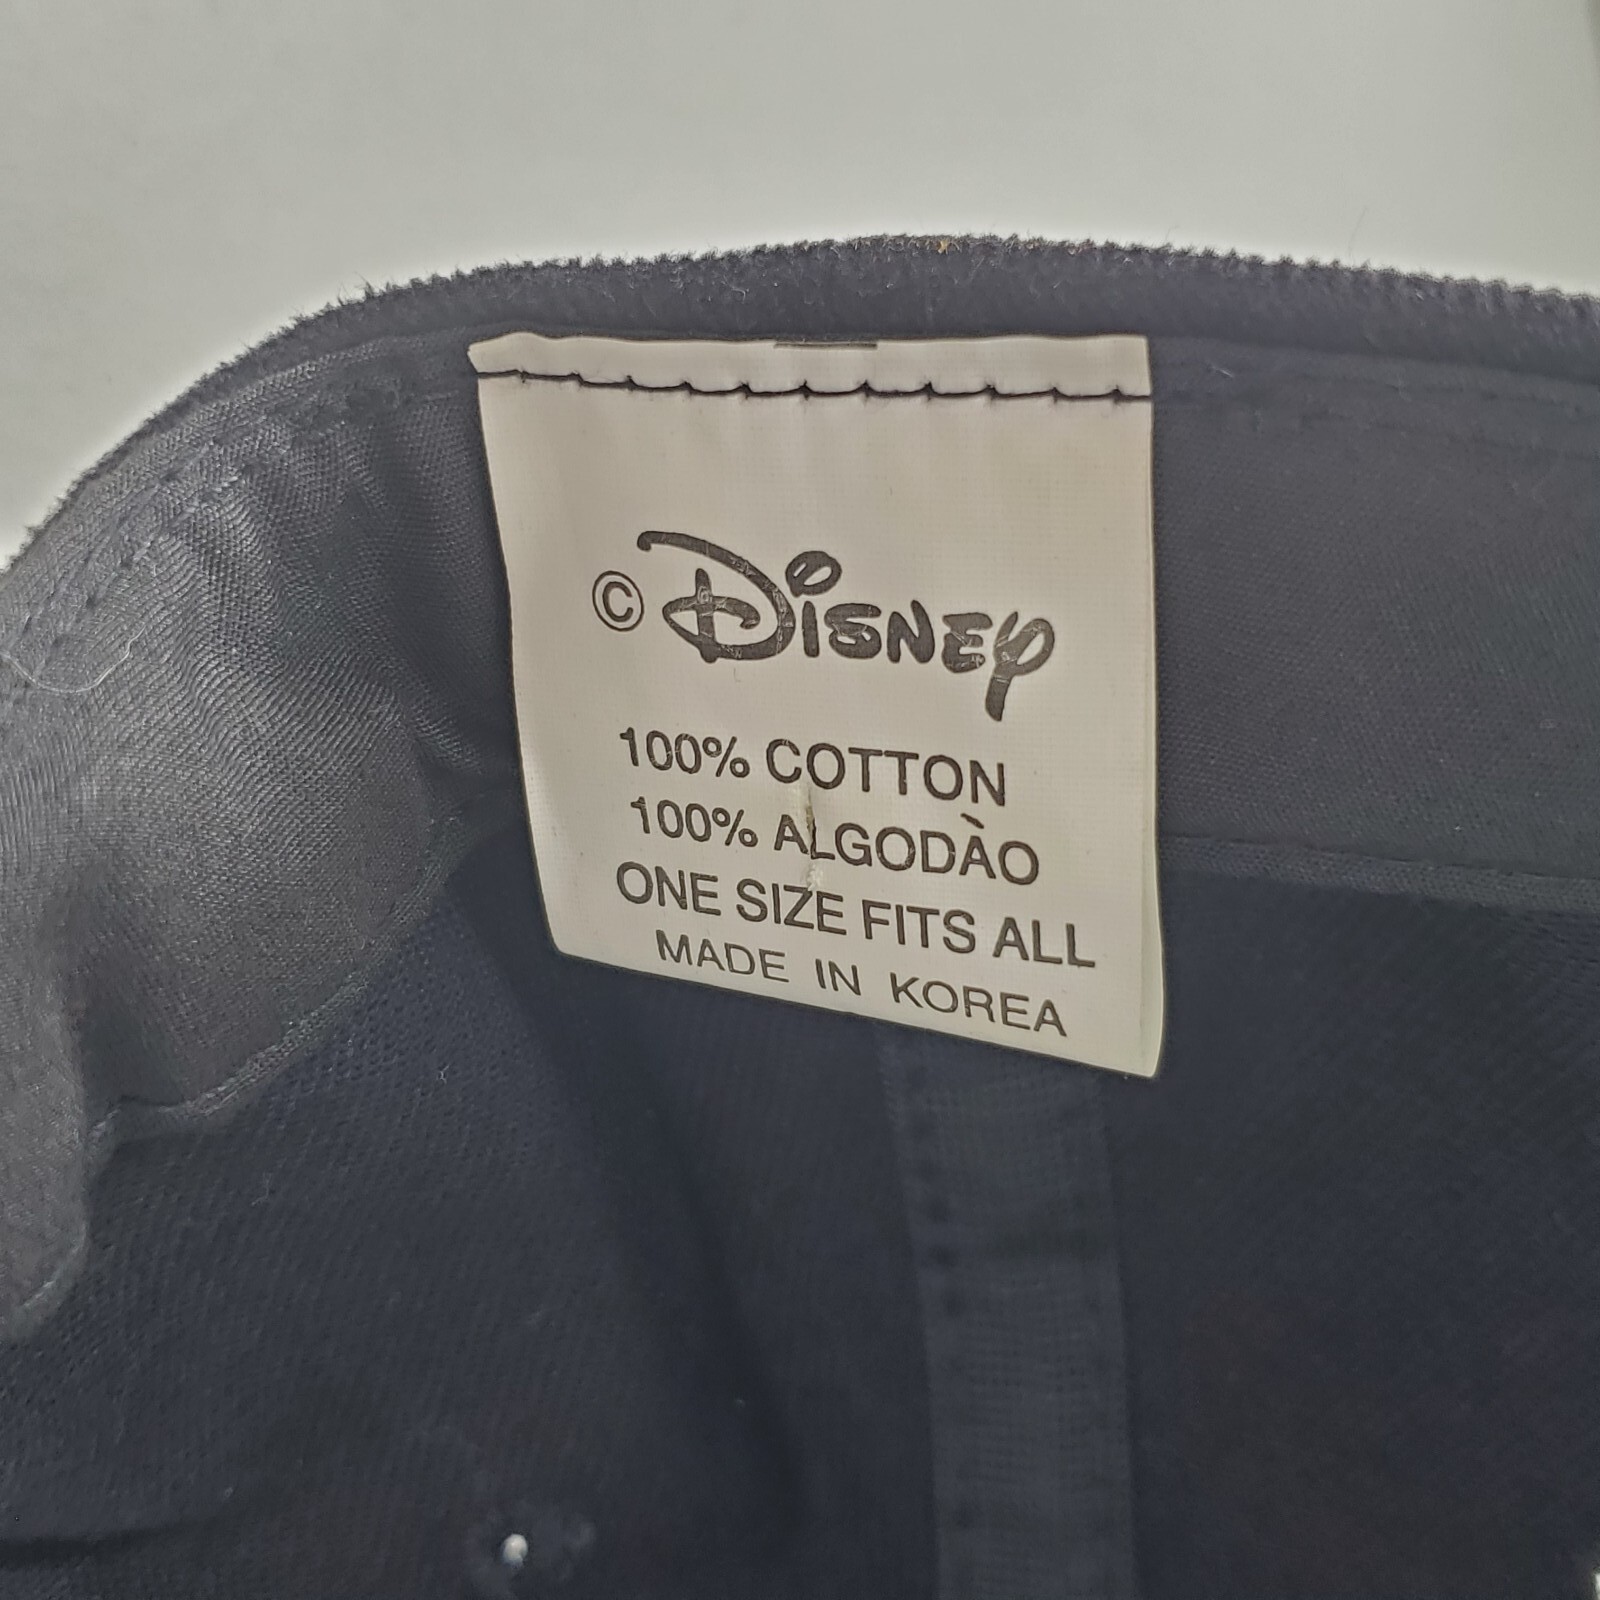 © Disney
100% COTTON
100% ALGODÀO
ONE SIZE FITS ALL
MADE IN KOREA